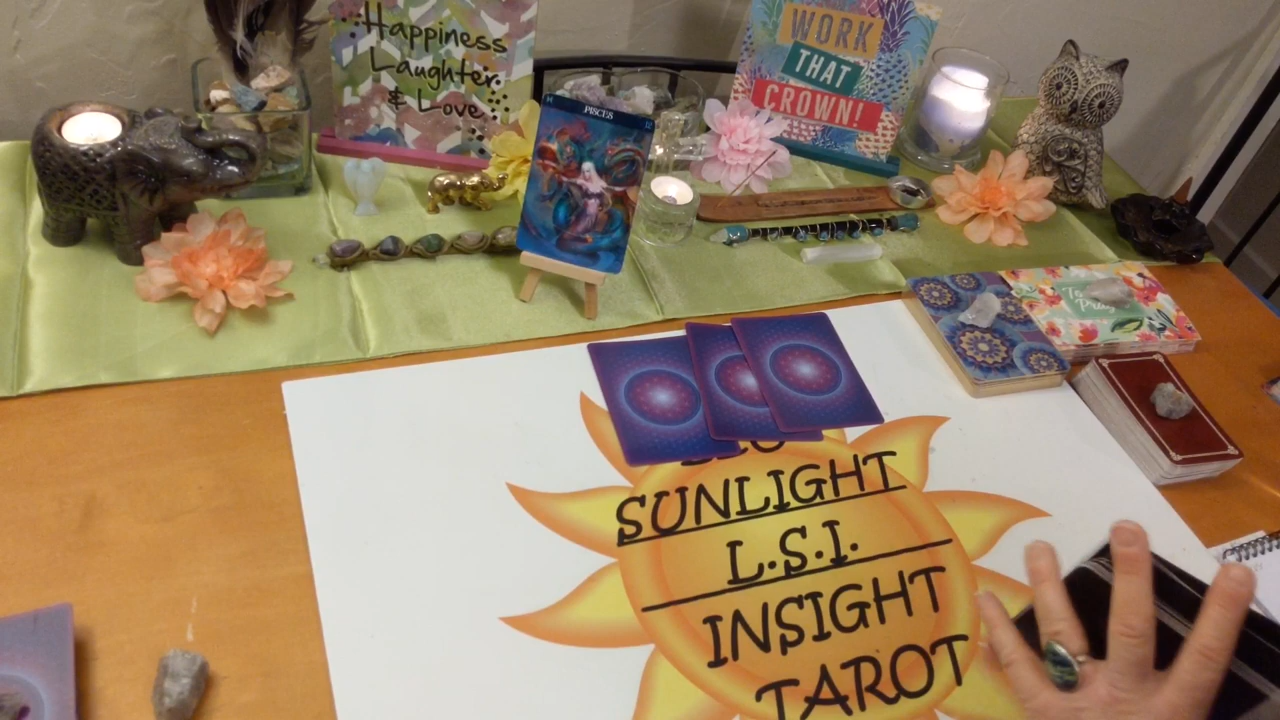 Happiness
Laughter
& Love
WORK
THAT
CROWN!
PISCES
SUNLIGHT
L.S.I.
INSIGHT
TAROT